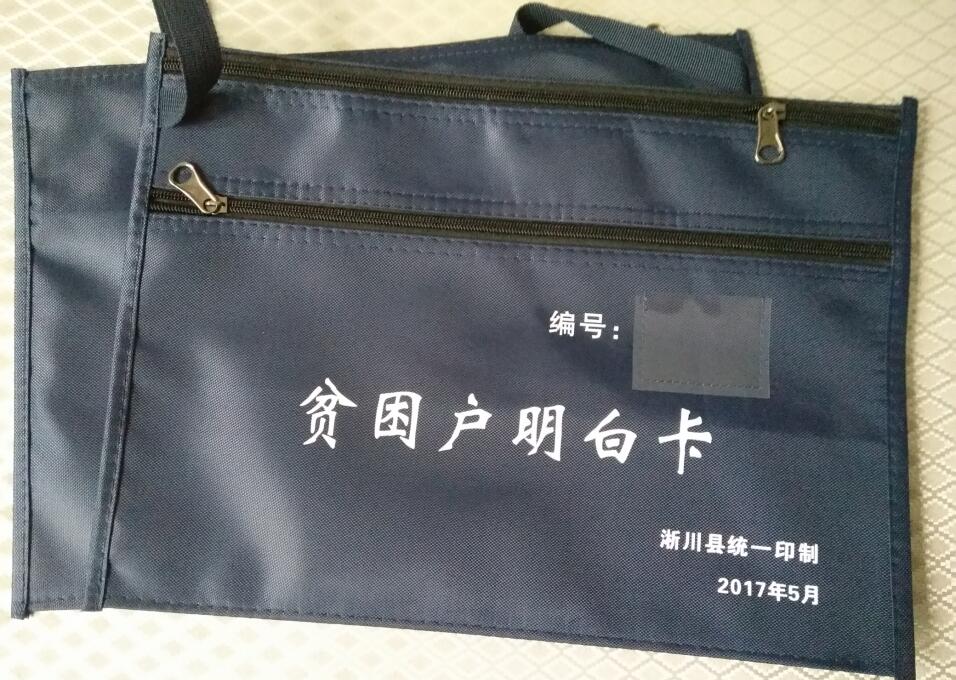 编号：
贫困户明白卡
淅川县统一印制
2017年5月